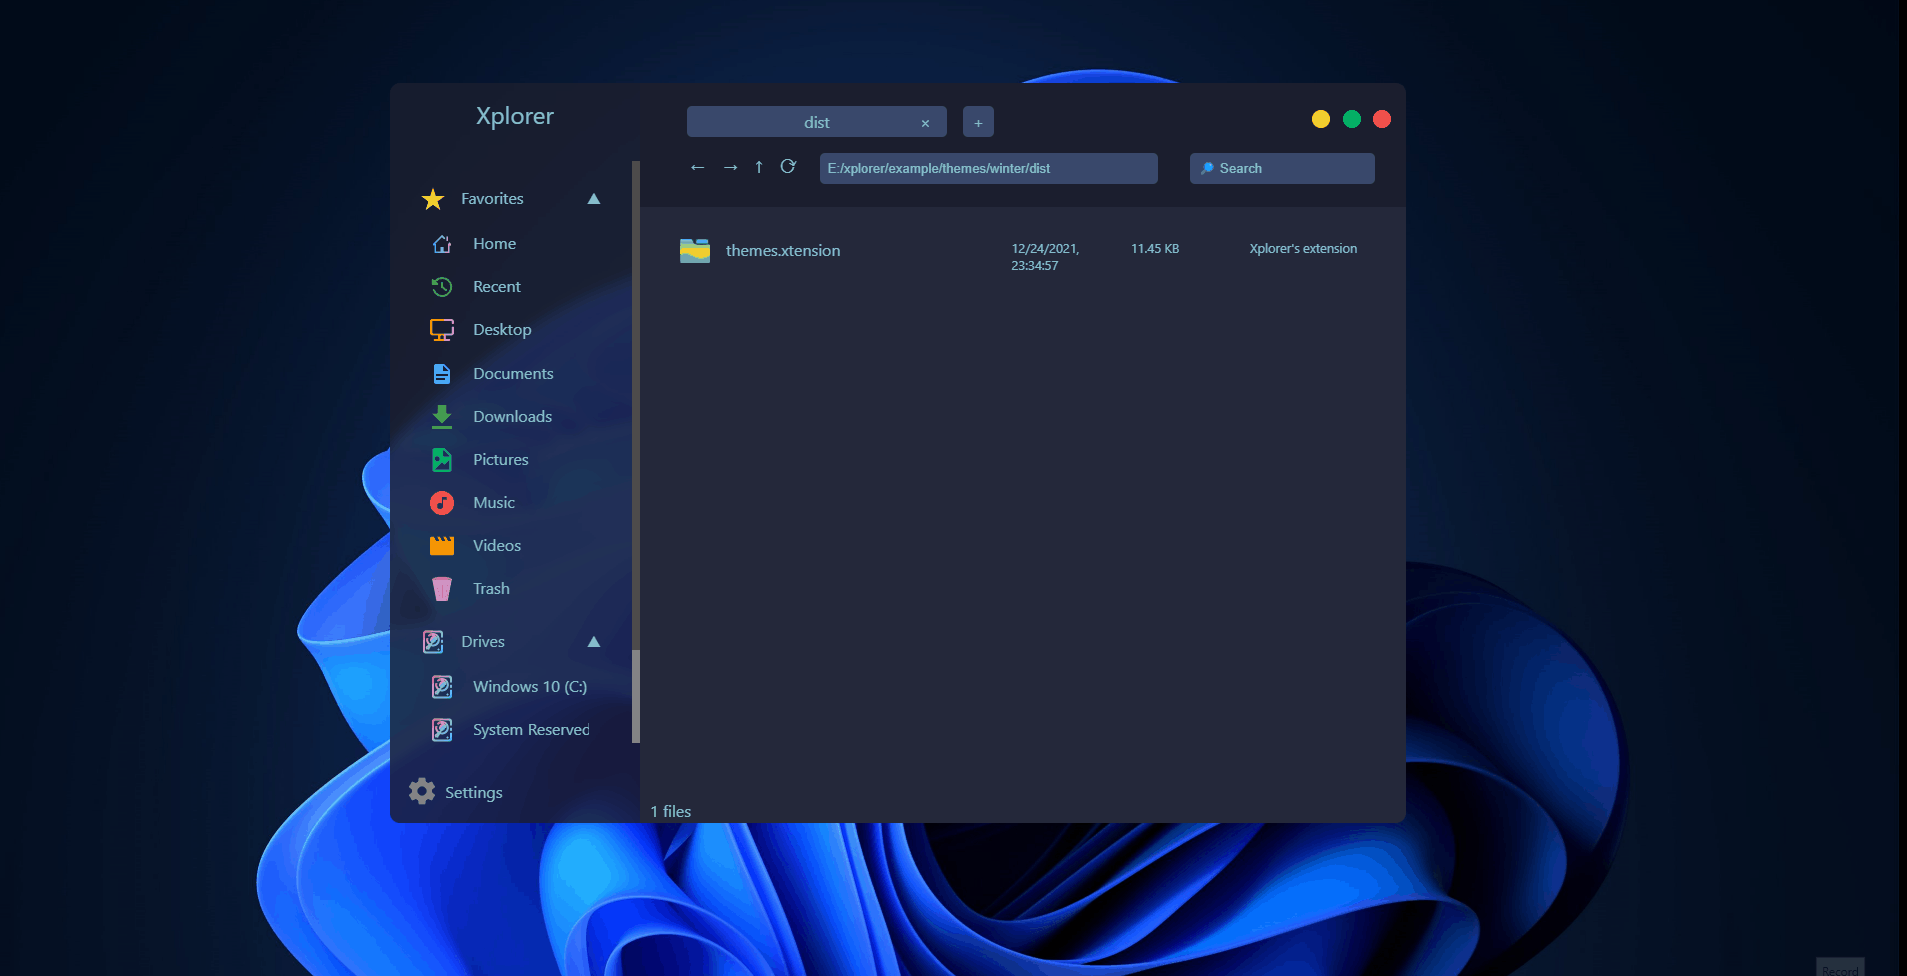 Xplorer
dist ×
+
E:/xplorer/example/themes/winter/dist
Search
Favorites
Home
Recent
Desktop
Documents
Downloads
Pictures
Music
Videos
Trash
Drives
Windows 10 (C:)
System Reserved
Settings
themes.xtension
12/24/2021,
23:34:57
11.45 KB
Xplorer's extension
1 files
Record